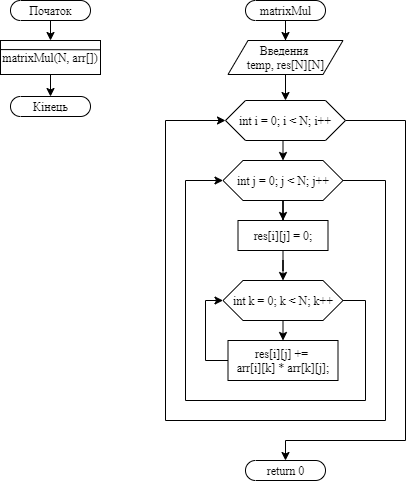 Початок
matrixMul(N, arr[])
Кінець
matrixMul
Введення
temp, res[N][N]
int i = 0; i < N; i++
int j = 0; j < N; j++
res[i][j] = 0;
int k = 0; k < N; k++
res[i][j] +=
arr[i][k] * arr[k][j];
return 0